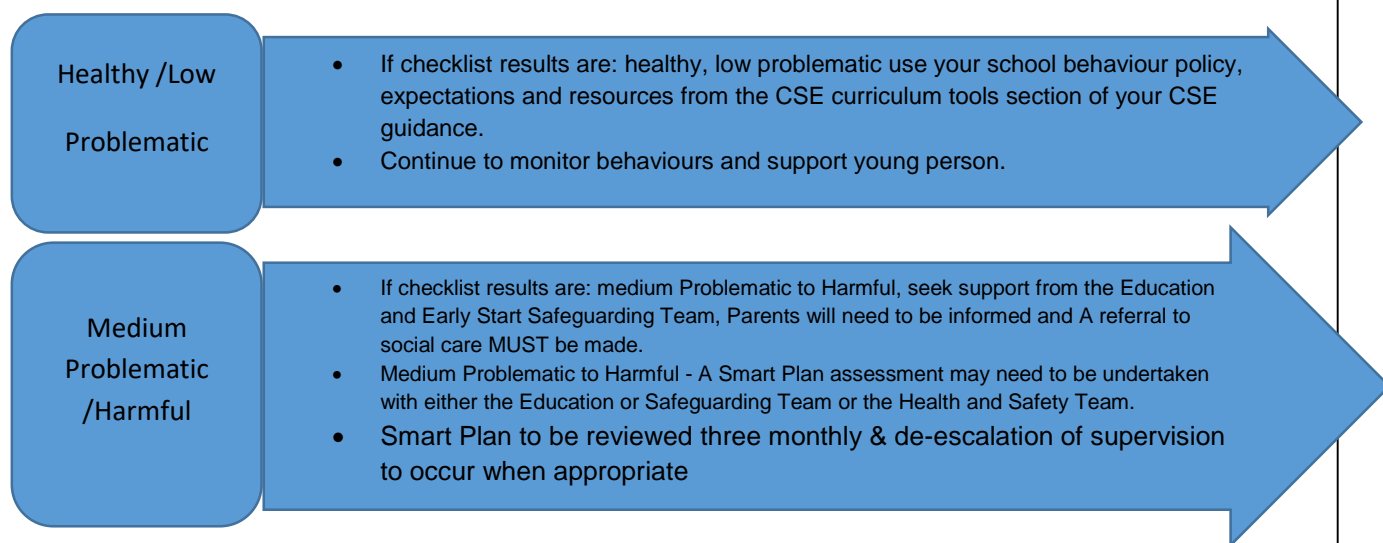 Healthy /Low
Problematic
• If checklist results are: healthy, low problematic use your school behaviour policy,
expectations and resources from the CSE curriculum tools section of your CSE
guidance.
• Continue to monitor behaviours and support young person.
Medium
Problematic
/Harmful
• If checklist results are: medium Problematic to Harmful, seek support from the Education
and Early Start Safeguarding Team, Parents will need to be informed and A referral to
social care MUST be made.
• Medium Problematic to Harmful - A Smart Plan assessment may need to be undertaken
with either the Education or Safeguarding Team or the Health and Safety Team.
• Smart Plan to be reviewed three monthly & de-escalation of supervision
to occur when appropriate